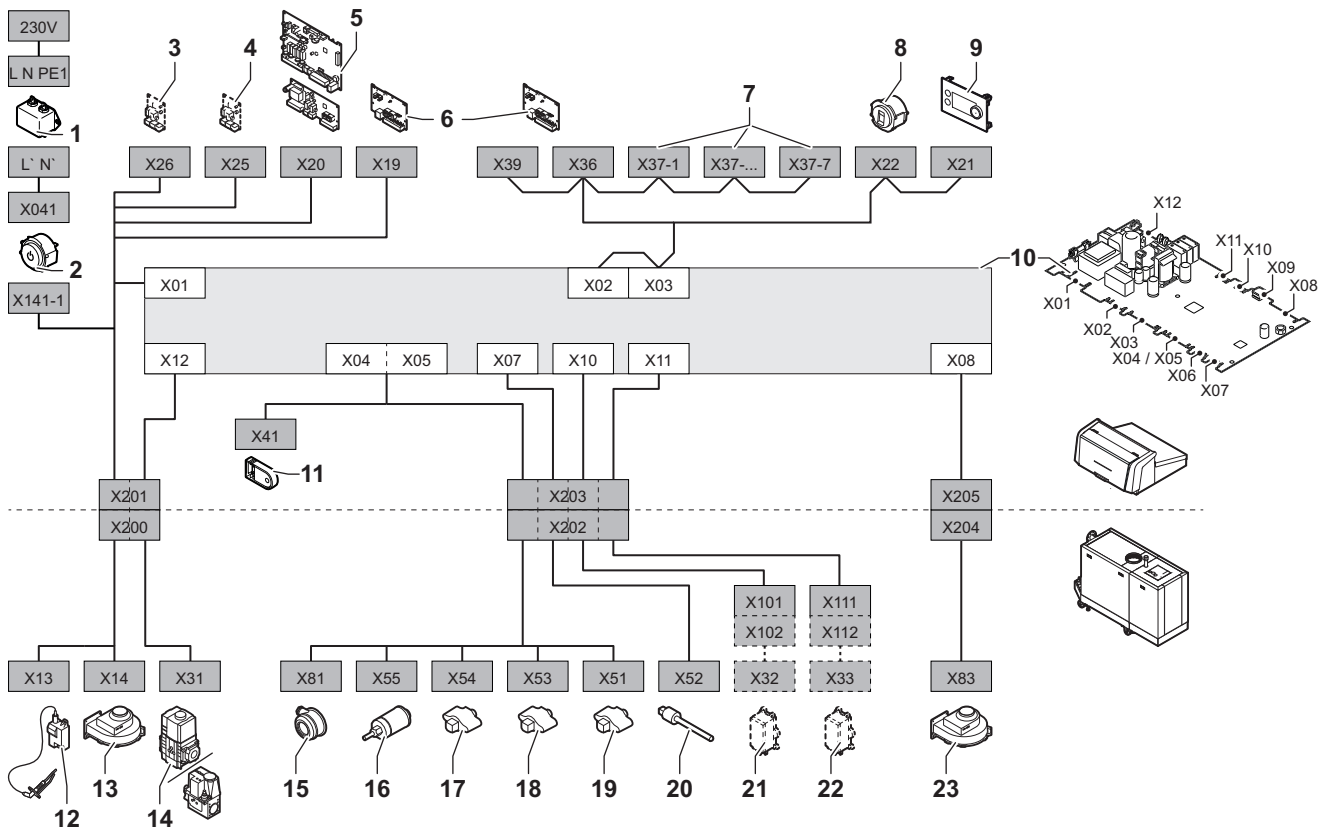 230V
L N PE1
1
L` N`
X041
2
X141-1
3
4
5
6
7
8
9
X26
X25
X20
X19
X39
X36
X37-1
X37-...
X37-7
X22
X21
X01
X02
X03
10
X12
X04
X05
X07
X10
X11
X08
X12
X11
X10
X09
X08
X01
X02
X03
X04 / X05
X06
X07
X41
11
X201
X200
X203
X202
X205
X204
X101
X102
X111
X112
X13
X14
X31
X81
X55
X54
X53
X51
X52
X32
X33
X83
12
13
14
15
16
17
18
19
20
21
22
23